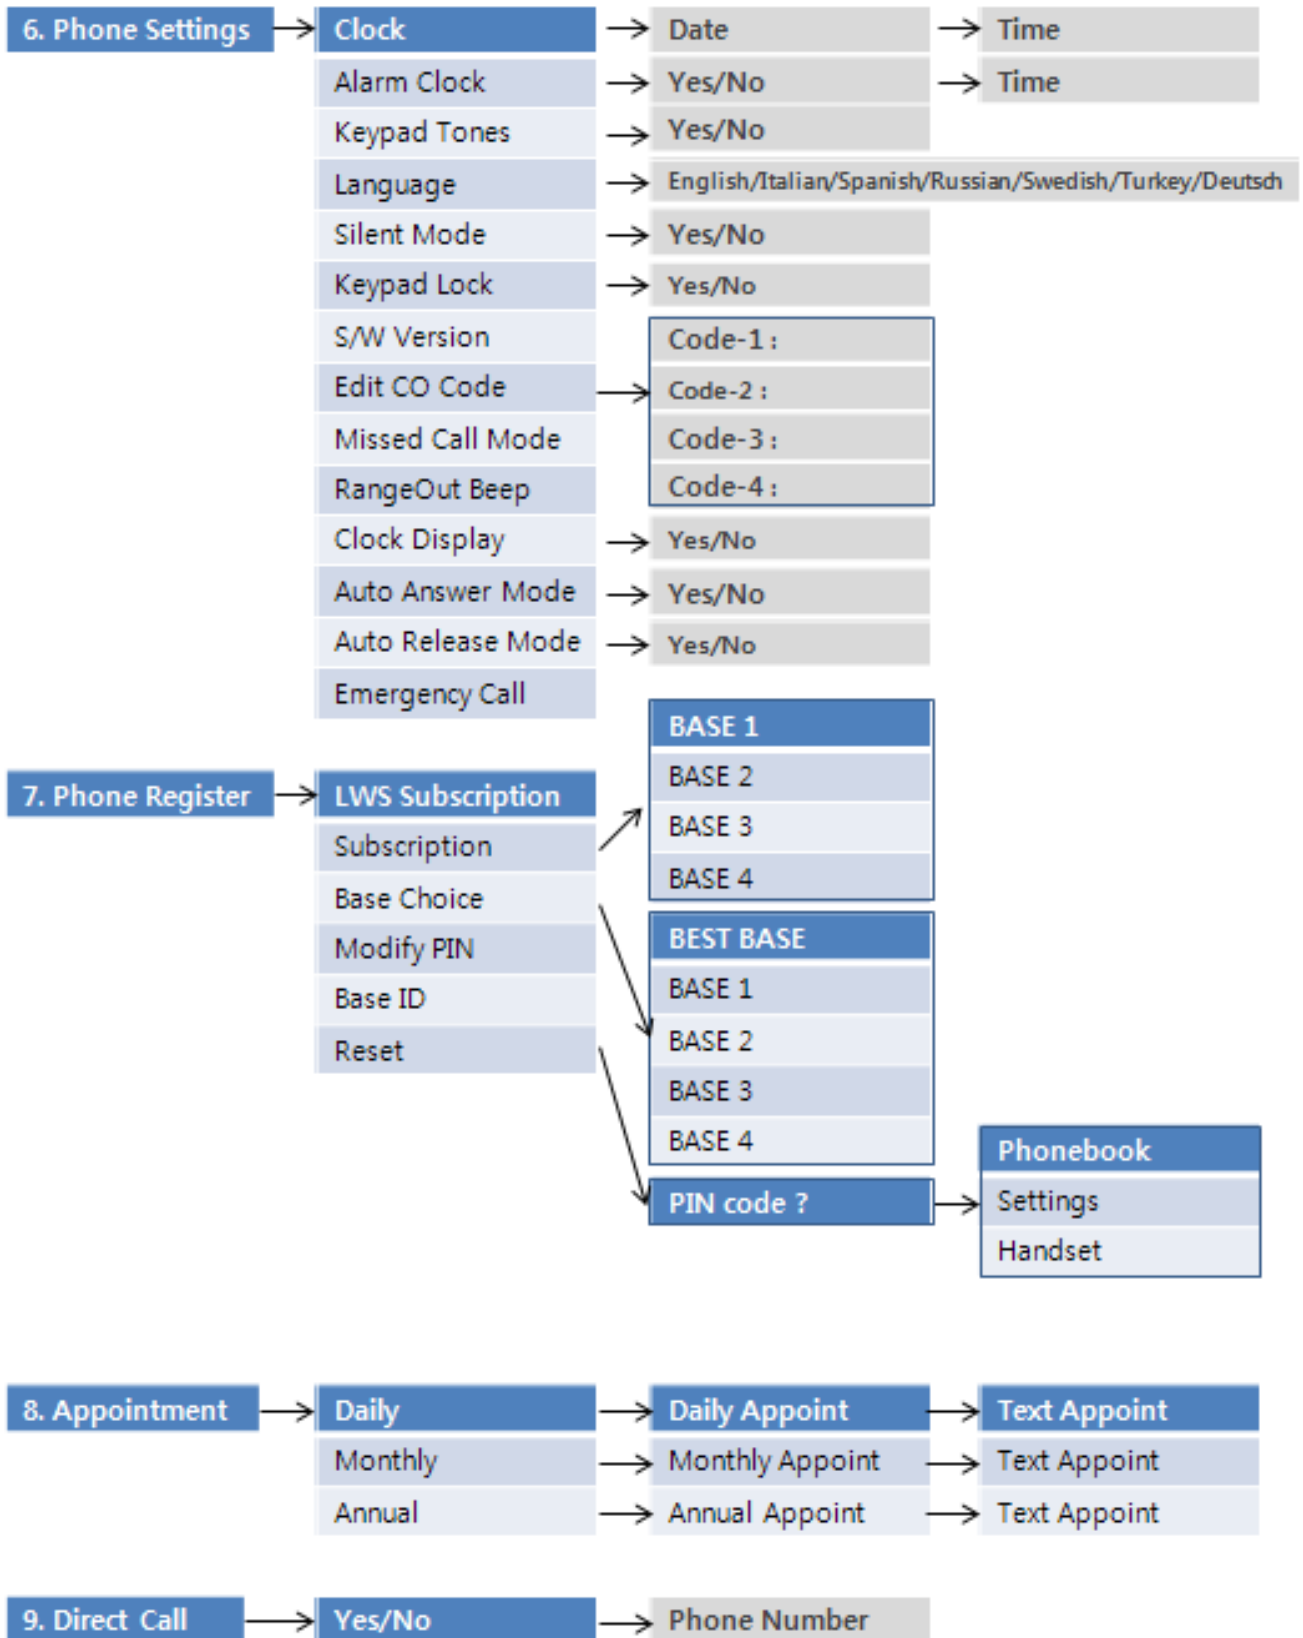 6. Phone Settings Clock Date Time
Alarm Clock Yes/No Time
Keypad Tones Yes/No
Language English/Italian/Spanish/Russian/Swedish/Turkey/Deutsch
Silent Mode Yes/No
Keypad Lock Yes/No
S/W Version Code-1 :
Edit CO Code Code-2 :
Missed Call Mode Code-3 :
RangeOut Beep Code-4 :
Clock Display Yes/No
Auto Answer Mode Yes/No
Auto Release Mode Yes/No
Emergency Call
BASE 1
BASE 2
7. Phone Register LWS Subscription
BASE 3
Subscription
BASE 4
Base Choice
BEST BASE
Modify PIN
BASE 1
Base ID
BASE 2
Reset
BASE 3
BASE 4
Phonebook
PIN code ? Settings
Handset
8. Appointment Daily Daily Appoint Text Appoint
Monthly Monthly Appoint Text Appoint
Annual Annual Appoint Text Appoint
9. Direct Call Yes/No Phone Number